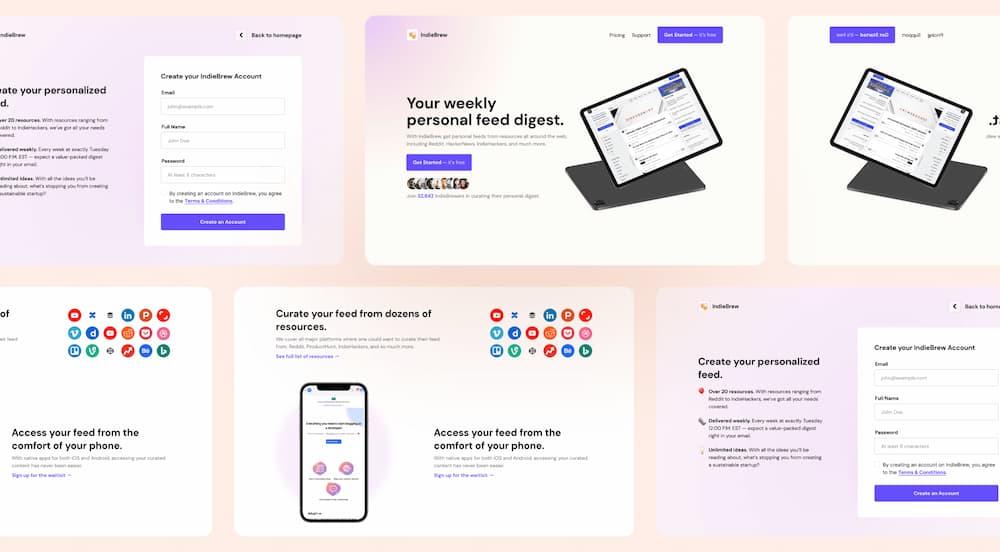 IndieBrew
Back to homepage
Create your IndieBrew Account
Email
john@example.com
Full Name
John Doe
Password
At least 8 characters
By creating an account on IndieBrew, you agree
to the Terms & Conditions.
Create an Account
eate your personalized
d.
ver 20 resources. With resources ranging from
eddit to IndieHackers, we've got all your needs
overed.
elivered weekly. Every week at exactly Tuesday
2:00 P.M. EST — expect a value-packed digest
ght in your email.
nlimited ideas. With all the ideas you'll be
eading about, what's stopping you from creating
sustainable startup?
IndieBrew
Pricing
Support
Get Started — it's free
Your weekly
personal feed digest.
With IndieBrew, get personal feeds from resources all around the web,
including Reddit, HackerNews, IndieHackers, and much more.
Get Started — it's free
Join IndieBrewers in curating their personal digest.
Get Started — it's free
Support
Pricing
of
feed
Access your feed from the
comfort of your phone.
With native apps for both iOS and Android accessing your curated
content has never been easier.
Sign up for the waitlist →
Curate your feed from dozens of
resources.
We cover all major platforms where one could want to curate their feed
from. Reddit, ProductHunt, IndieHackers, and so much more.
See full list of resources →
Access your feed from the
comfort of your phone.
With native apps for both iOS and Android accessing your curated
content has never been easier.
Sign up for the waitlist →
IndieBrew
Back to home
Create your personalized
feed.
Over 20 resources. With resources ranging from
Reddit to IndieHackers, we've got all your needs
covered.
Delivered weekly. Every week at exactly Tuesday
12:00 P.M. EST — expect a value-packed digest
right in your email.
Unlimited ideas. With all the ideas you'll be
reading about, what's stopping you from creating
a sustainable startup?
Create your IndieBrew Account
Email
john@example.com
Full Name
John Doe
Password
At least 8 characters
By creating an account on IndieBrew, you agree
to the Terms & Conditions.
Create an Account